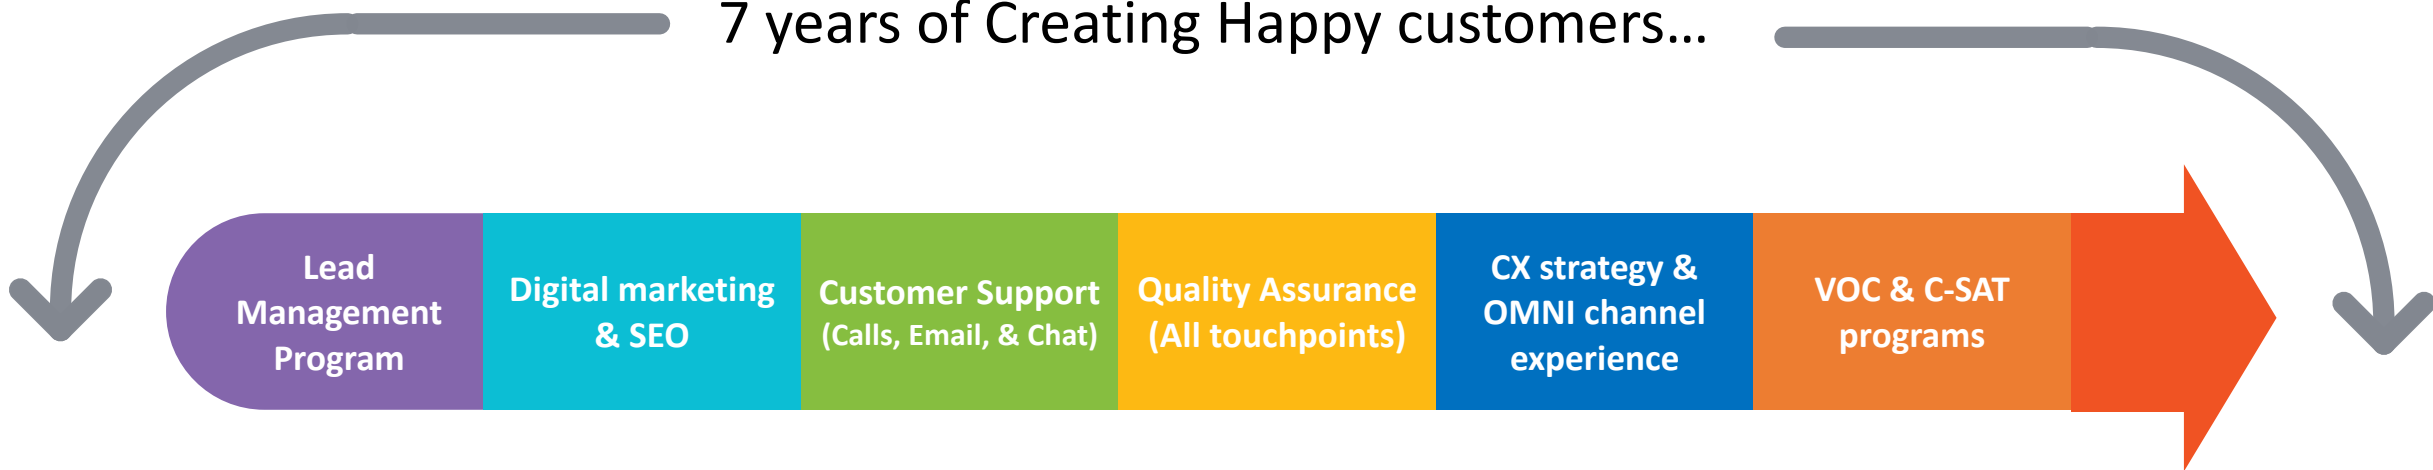 7 years of Creating Happy customers...
Lead
Management
Program
Digital marketing
& SEO
Customer Support
(Calls, Email, & Chat)
Quality Assurance
(All touchpoints)
CX strategy &
OMNI channel
experience
VOC & C-SAT
programs